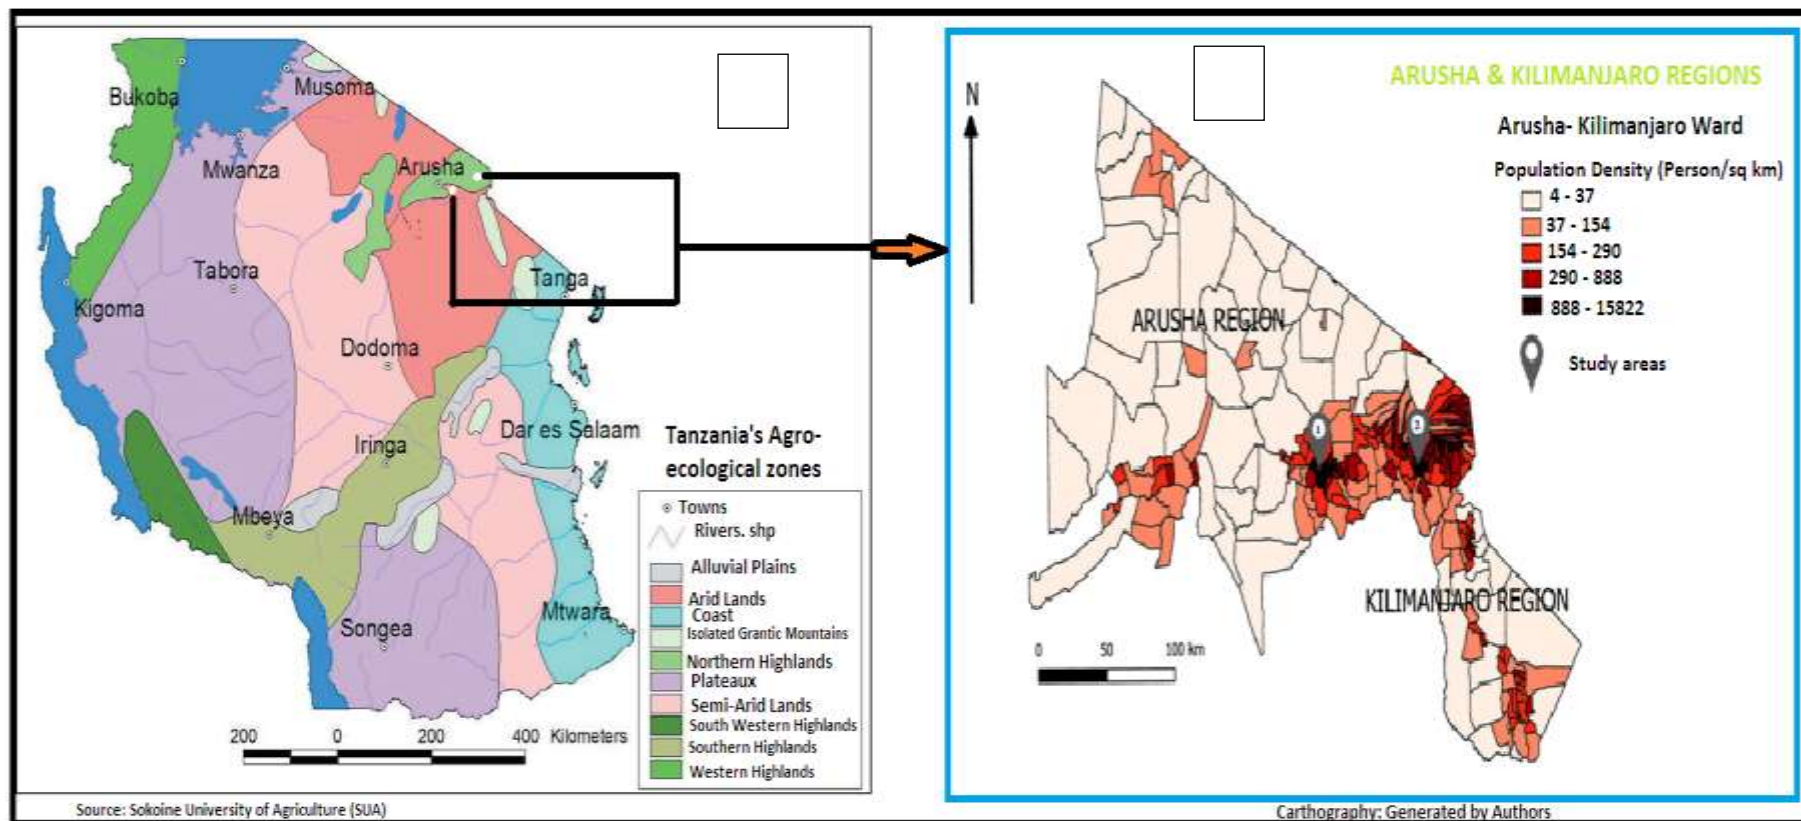 Bukoba
Musoma
Mwanza
Arusha
Tabora
Tanga
Kigoma
Dodoma
Dar es Salaam
Iringa
Mbeya
Mtwara
Songea
Tanzania's Agro-
ecological zones
Towns
Rivers. shp
Alluvial Plains
Arid Lands
Coast
Isolated Grantic Mountains
Northern Highlands
Plateaux
Semi-Arid Lands
South Western Highlands
Southern Highlands
Western Highlands
200 0 200 400 Kilometers
Source: Sokoine University of Agriculture (SUA)
N
ARUSHA & KILIMANJARO REGIONS
Arusha- Kilimanjaro Ward
Population Density (Person/sq km)
4 - 37
37 - 154
154 - 290
290 - 888
888 - 15822
Study areas
ARUSHA REGION
1
2
KILIMANJARO REGION
0 50 100 km
Carthography: Generated by Authors